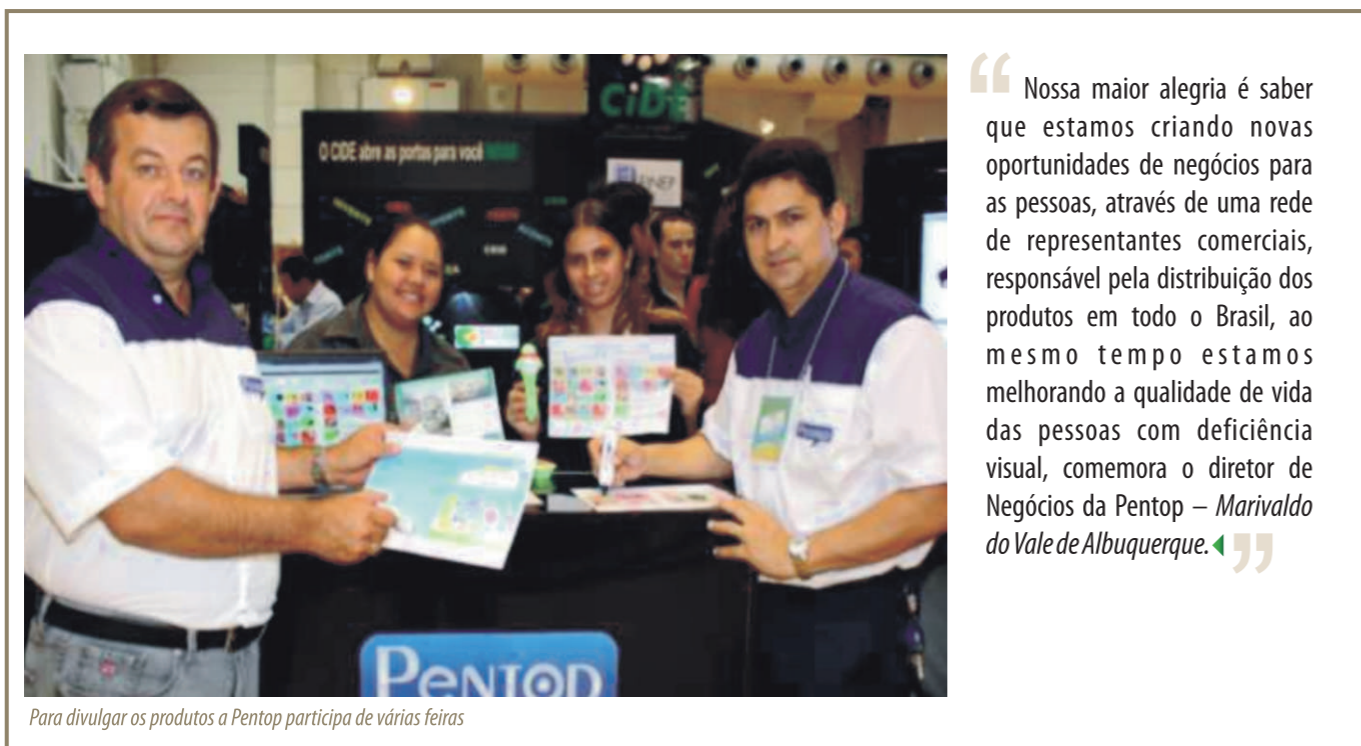 CiDE
O CIDE abre as portas para você
FINEP
PENTOP
Para divulgar os produtos a Pentop participa de várias feiras
“ Nossa maior alegria é saber
que estamos criando novas
oportunidades de negócios para
as pessoas, através de uma rede
de representantes comerciais,
responsável pela distribuição dos
produtos em todo o Brasil, ao
mesmo tempo estamos
melhorando a qualidade de vida
das pessoas com deficiência
visual, comemora o diretor de
Negócios da Pentop – Marivaldo
do Vale de Albuquerque. ”